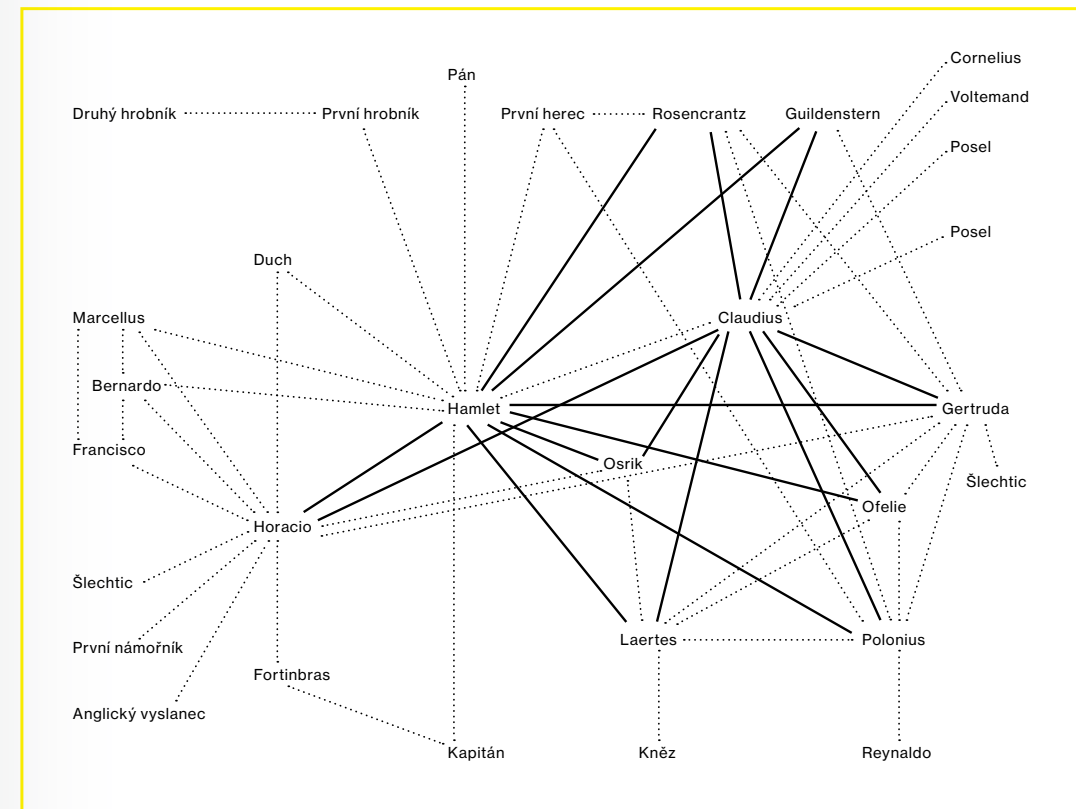 Cornelius
Pán
Voltemand
Druhý hrobník
První hrobník
První herec
Rosencrantz
Guildenstern
Posel
Posel
Duch
Marcellus
Claudius
Bernardo
Hamlet
Gertruda
Francisco
Osrik
Šlechtic
Ofelie
Horacio
Šlechtic
Laertes
Polonius
První námořník
Fortinbras
Anglický vyslanec
Kapitán
Kněz
Reynaldo